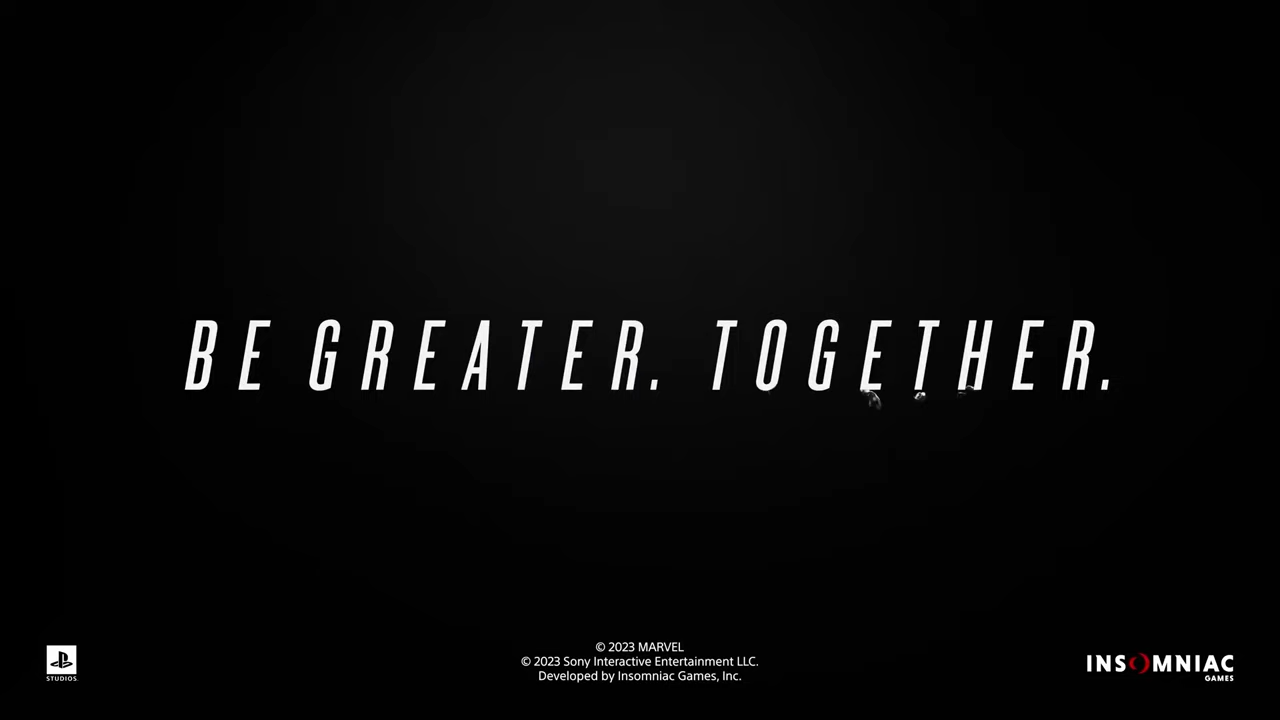 BE GREATER. TOGETHER.
© 2023 MARVEL
© 2023 Sony Interactive Entertainment LLC.
Developed by Insomniac Games, Inc.
STUDIOS
INSOMNIAC
GAMES